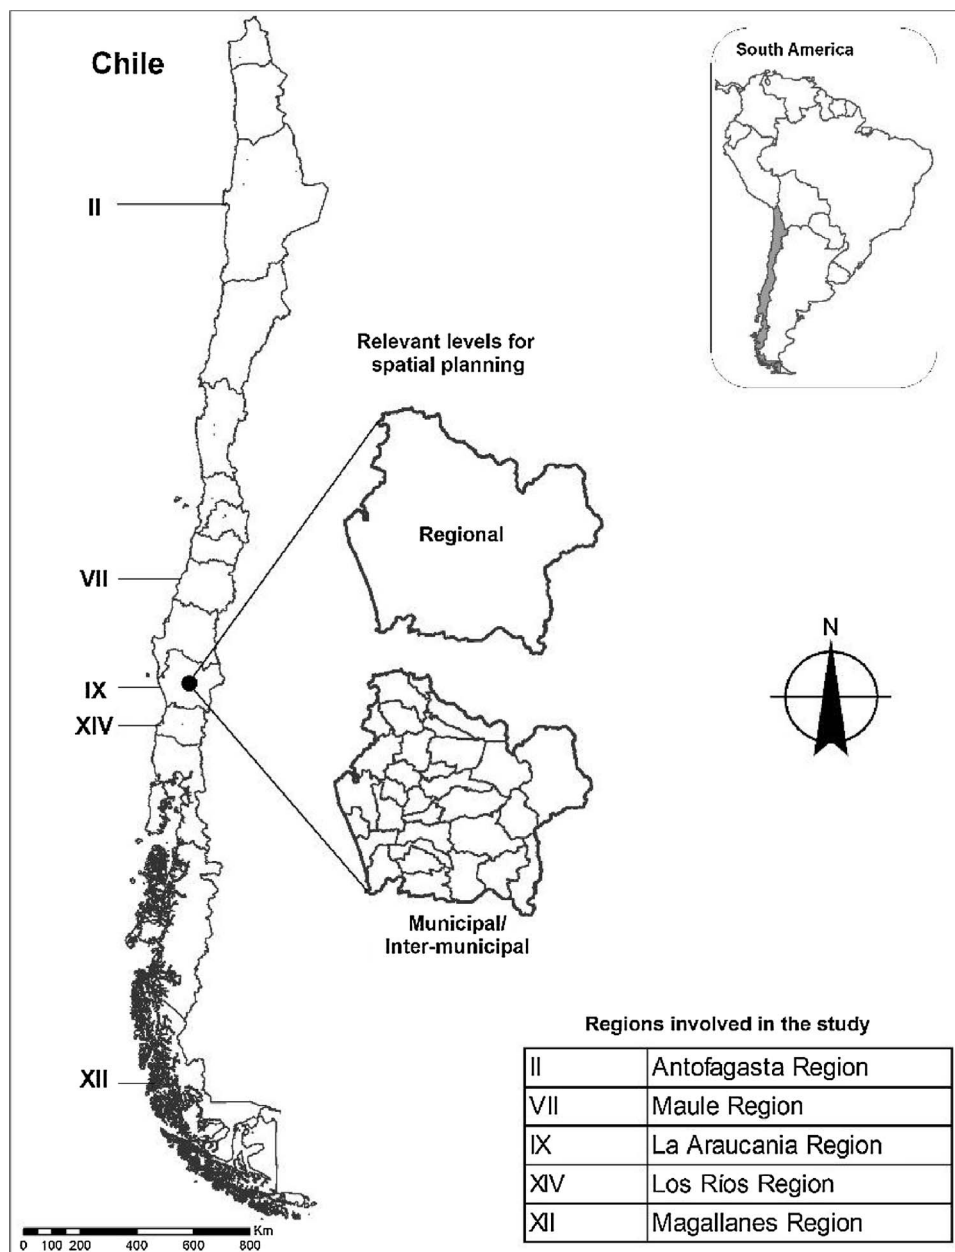 Chile
South America
II
Relevant levels for
spatial planning
Regional
VII
N
IX
XIV
Municipal/
Inter-municipal
Regions involved in the study
XII
II Antofagasta Region
VII Maule Region
IX La Araucania Region
XIV Los Ríos Region
XII Magallanes Region
Km
0 100 200 400 600 800